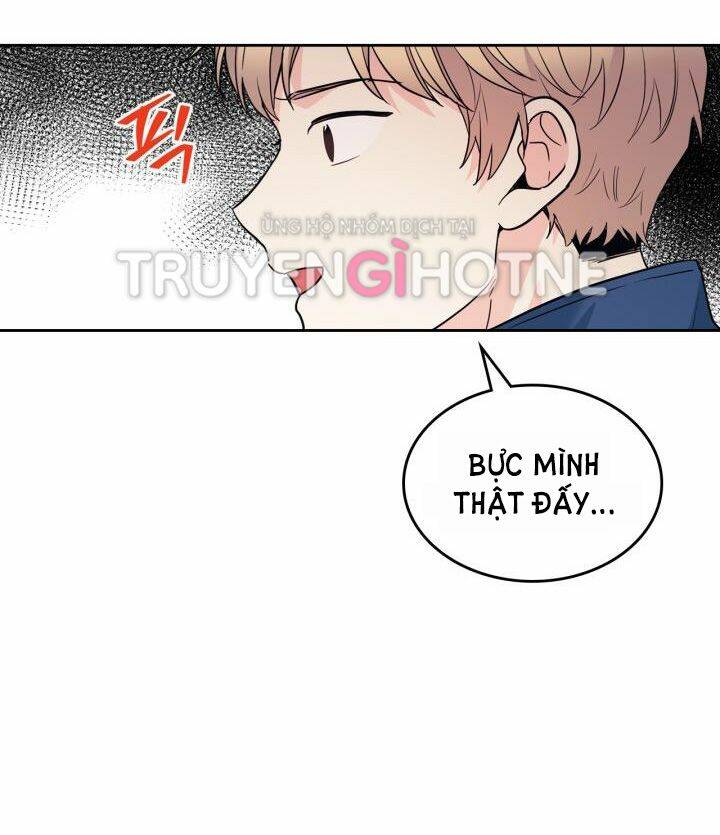 픽
ỦNG HỘ NHÓM DỊCH TẠI
TRUYENGIHOTNE
BỰC MÌNH
THẬT ĐẤY...